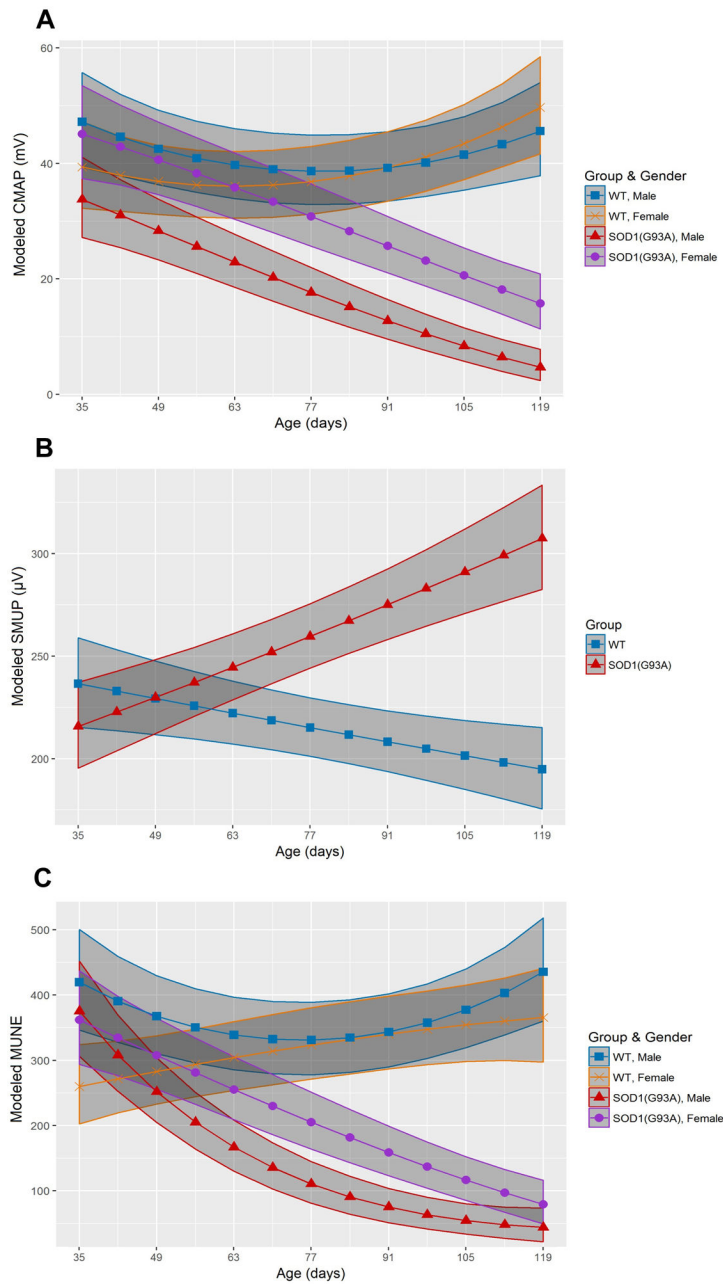 A
Modeled CMAP (mV)
60
40
20
0
35 49 63 77 91 105 119
Age (days)
Group & Gender
WT, Male
WT, Female
SOD1(G93A), Male
SOD1(G93A), Female
B
Modeled SMUP (µV)
300
250
200
35 49 63 77 91 105 119
Age (days)
Group
WT
SOD1(G93A)
C
Modeled MUNE
500
400
300
200
100
35 49 63 77 91 105 119
Age (days)
Group & Gender
WT, Male
WT, Female
SOD1(G93A), Male
SOD1(G93A), Female